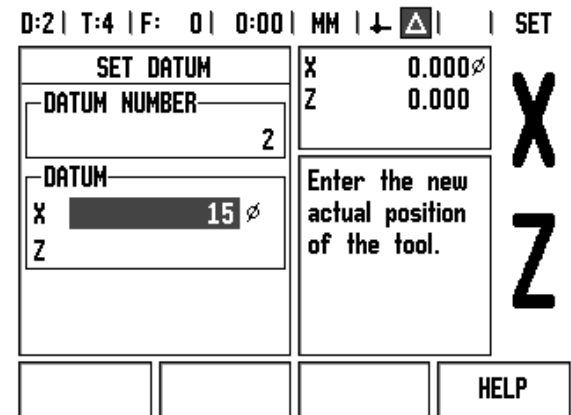 D:2| T:4 |F: 0| 0:00| MM | | | SET
SET DATUM
DATUM NUMBER
2
DATUM
X 15 ⌀
Z
X 0.000⌀
Z 0.000
Enter the new
actual position
of the tool.
X
Z
HELP